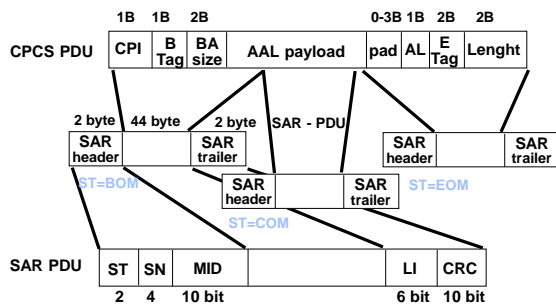 1B 1B 2B 0-3B 1B 2B 2B
CPCS PDU CPI B Tag BA size AAL payload pad AL E Tag Lenght
2 byte 44 byte 2 byte SAR - PDU
SAR header SAR trailer SAR header SAR trailer
ST=BOM SAR header SAR trailer ST=EOM
ST=COM
SAR PDU ST SN MID LI CRC
2 4 10 bit 6 bit 10 bit